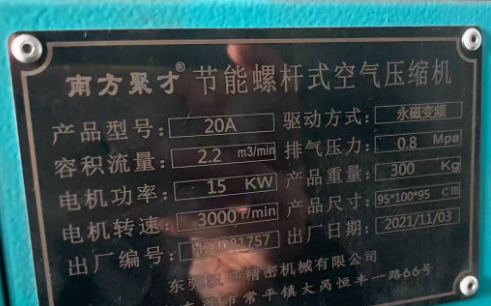 南方聚才® 节能螺杆式空气压缩机
产品型号: 20A 驱动方式: 永磁变频
容积流量: 2.2 m3/min 排气压力: 0.8 Mpa
电机功率: 15 KW 产品重量: 300 Kg
电机转速: 3000 r/min 产品尺寸: 95*100*95 cm
出厂编号: 81757 出厂日期: 2021/11/03
东莞 精密机械有限公司
市常平镇大岗恒丰一路66号